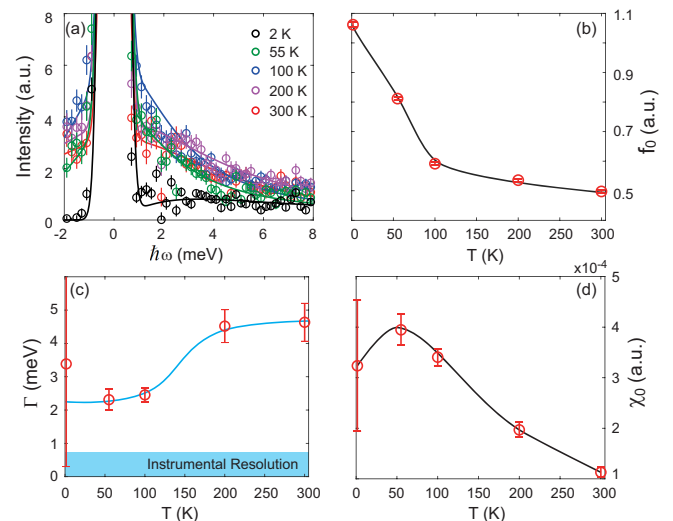 (a)
2 K
55 K
100 K
200 K
300 K
Intensity (a.u.)
8
6
4
2
0
-2 0 2 4 6 8
ħω (meV)
(b)
1.1
0.9
0.7
0.5
f0 (a.u.)
0 50 100 150 200 250 300
T (K)
(c)
6
5
4
3
2
1
0
Γ (meV)
Instrumental Resolution
0 50 100 150 200 250 300
T (K)
x10-4
(d)
5
4
3
2
1
χ0 (a.u.)
0 50 100 150 200 250 300
T (K)